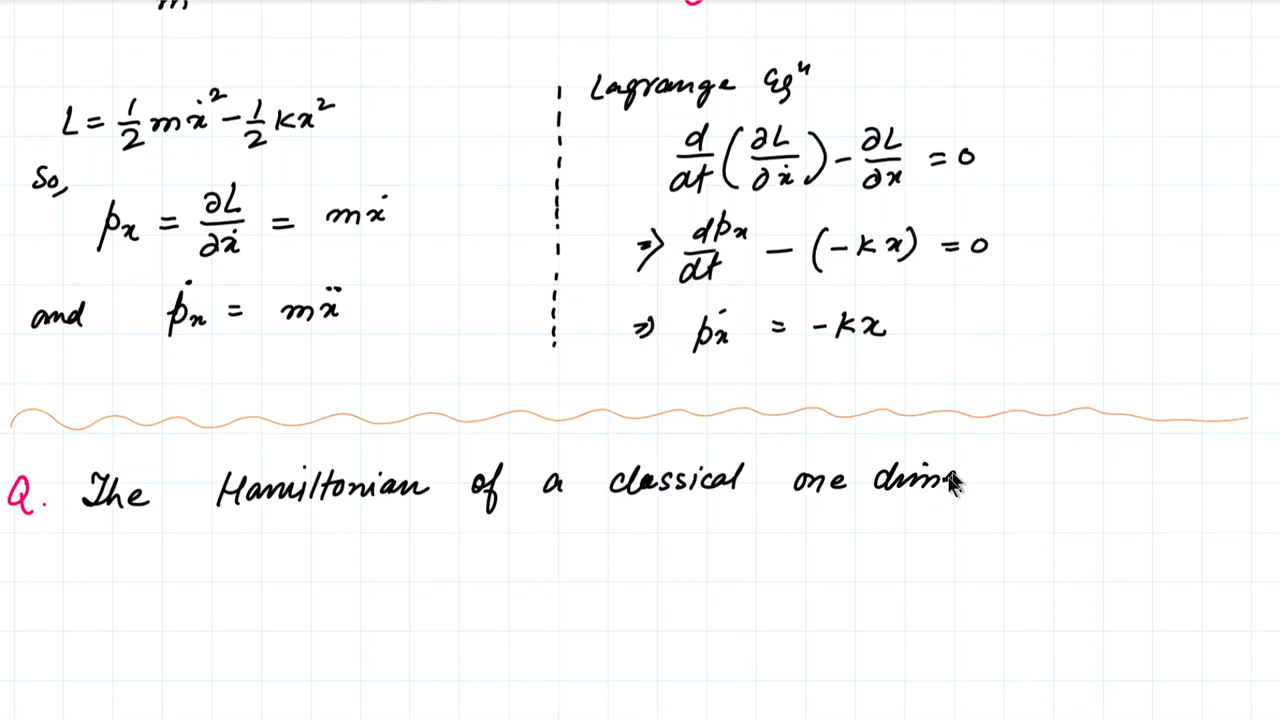 m
L = 1/2 mẋ² - 1/2 kx²
So,
pₓ = ∂L/∂ẋ = mẋ
and ṗₓ = mẍ
Lagrange Eqⁿ
d/dt (∂L/∂ẋ) - ∂L/∂x = 0
⇒ dpₓ/dt - (-kx) = 0
⇒ ṗₓ = -kx
Q. The Hamiltonian of a classical one dim